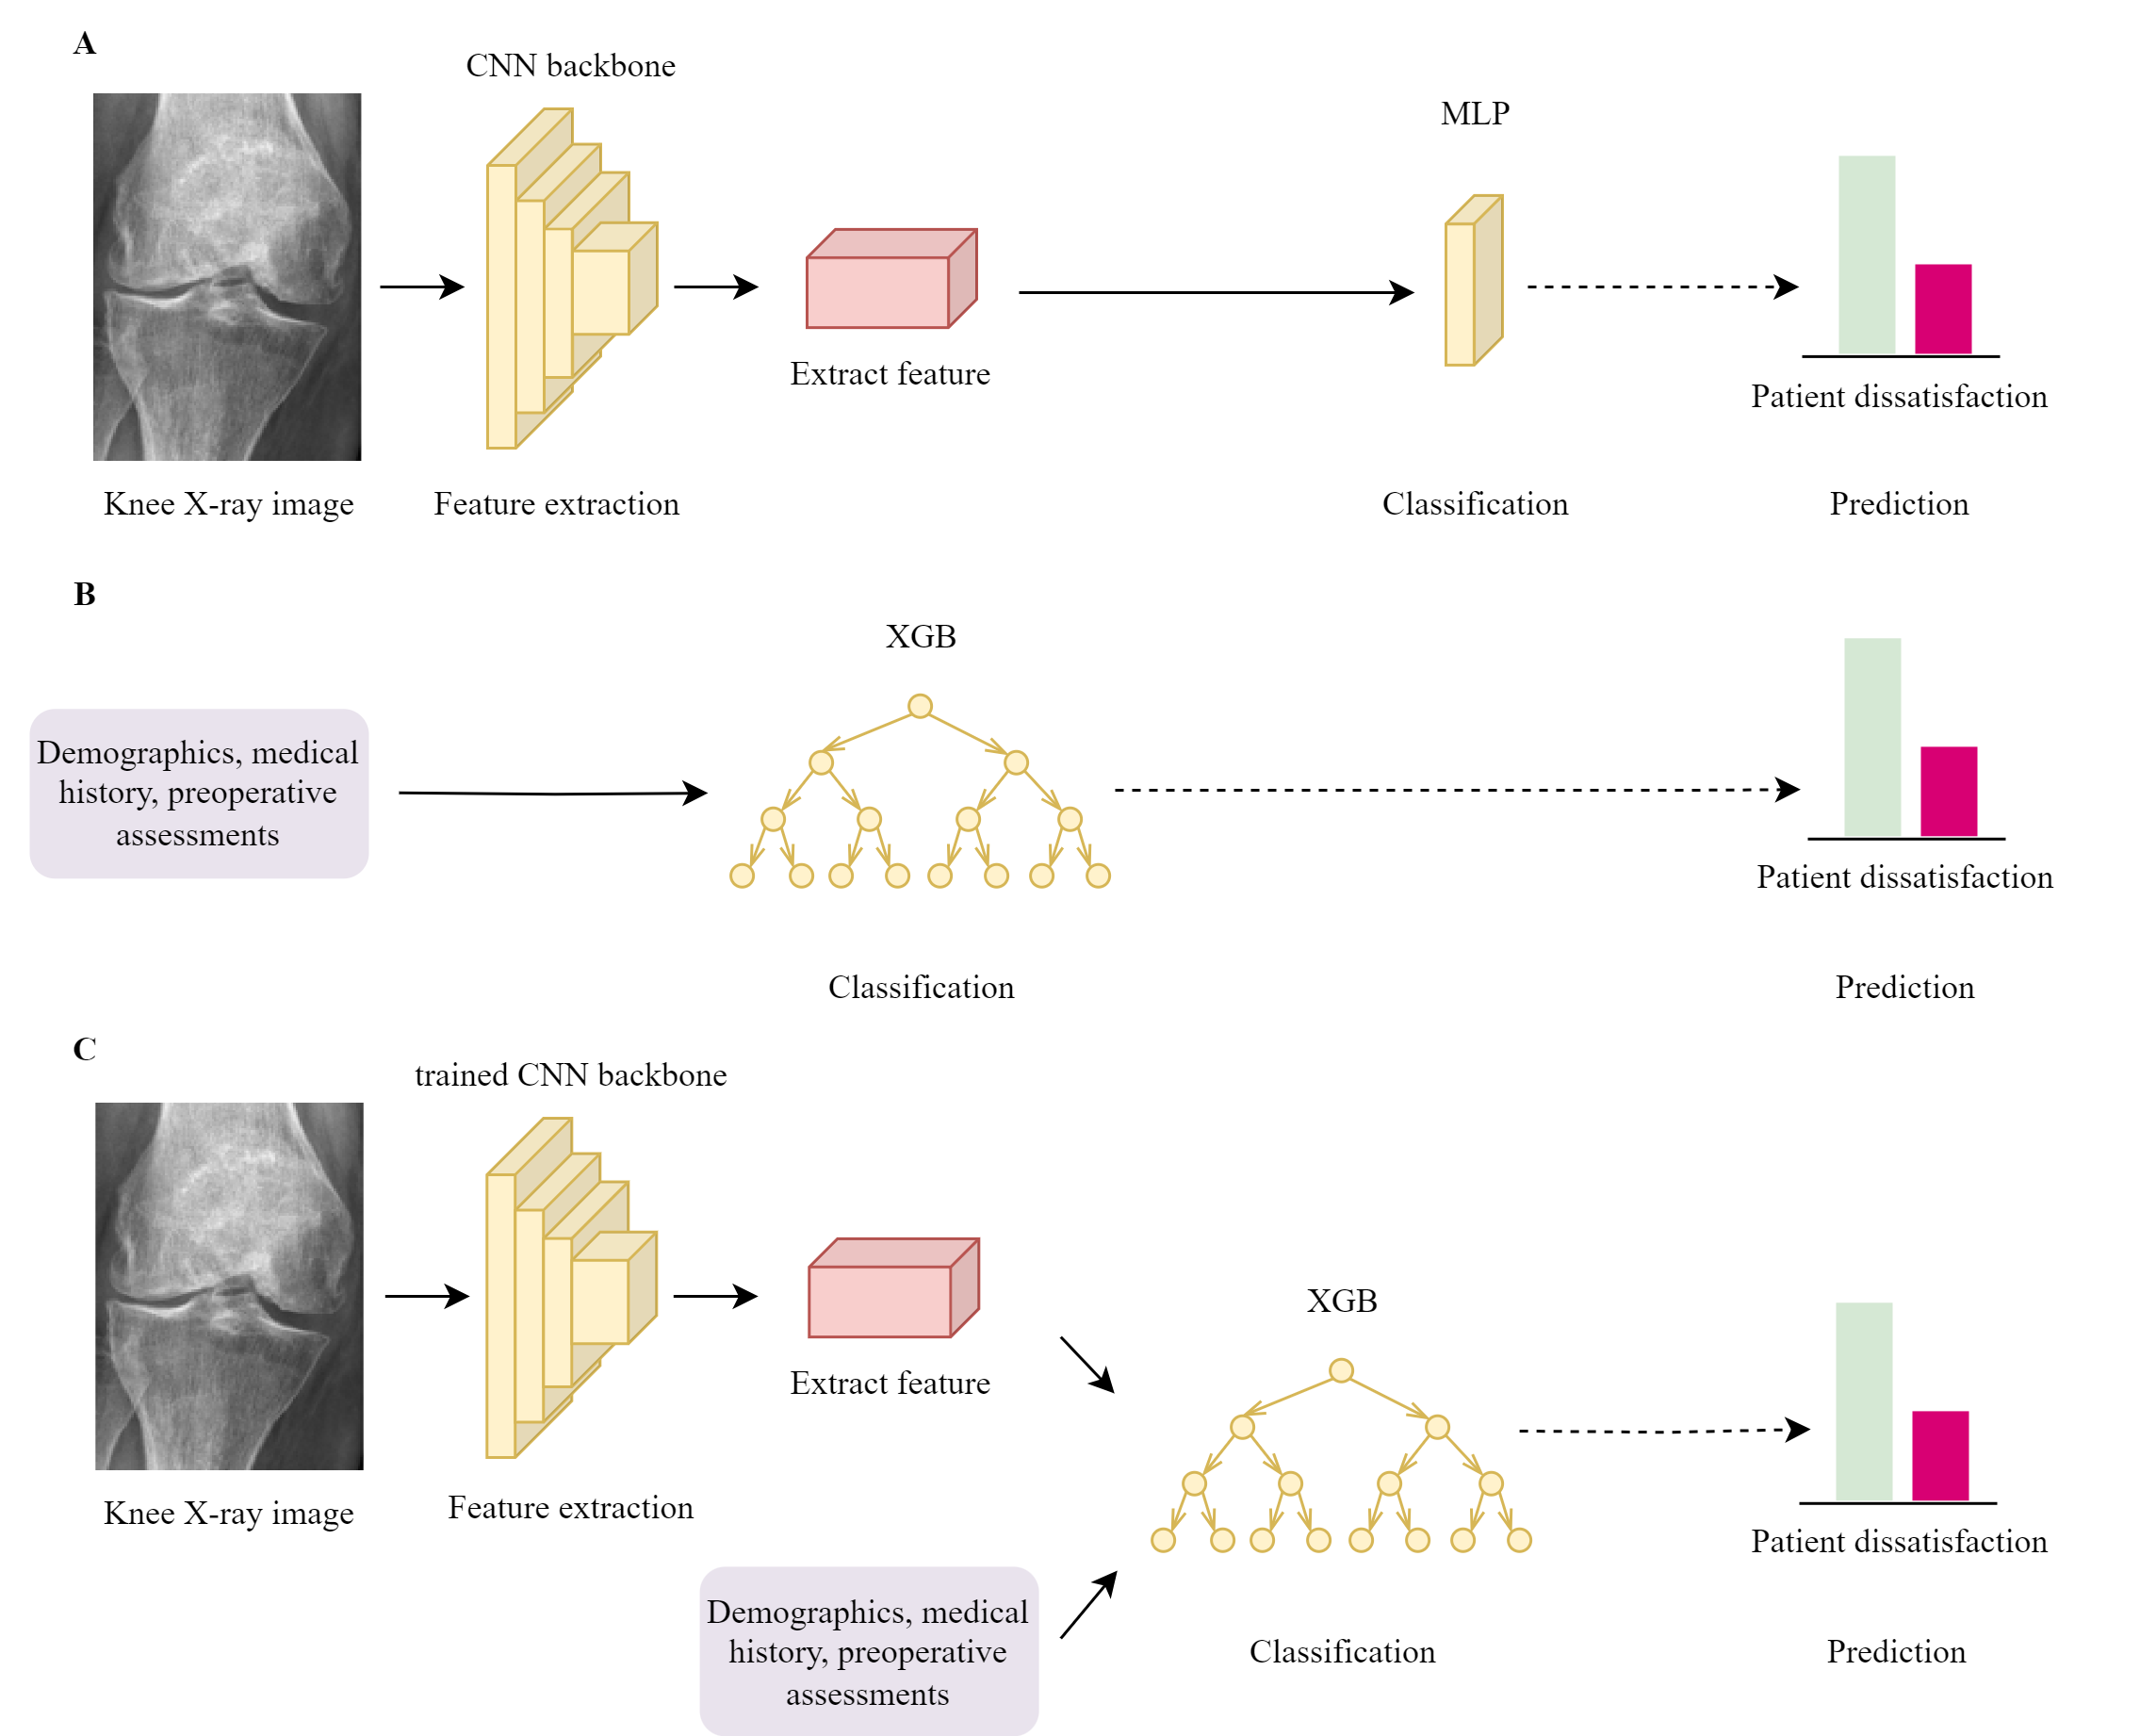 A
CNN backbone
MLP
Extract feature
Patient dissatisfaction
Knee X-ray image
Feature extraction
Classification
Prediction
B
XGB
Demographics, medical
history, preoperative
assessments
Patient dissatisfaction
Classification
Prediction
C
trained CNN backbone
XGB
Extract feature
Knee X-ray image
Feature extraction
Patient dissatisfaction
Demographics, medical
history, preoperative
assessments
Classification
Prediction